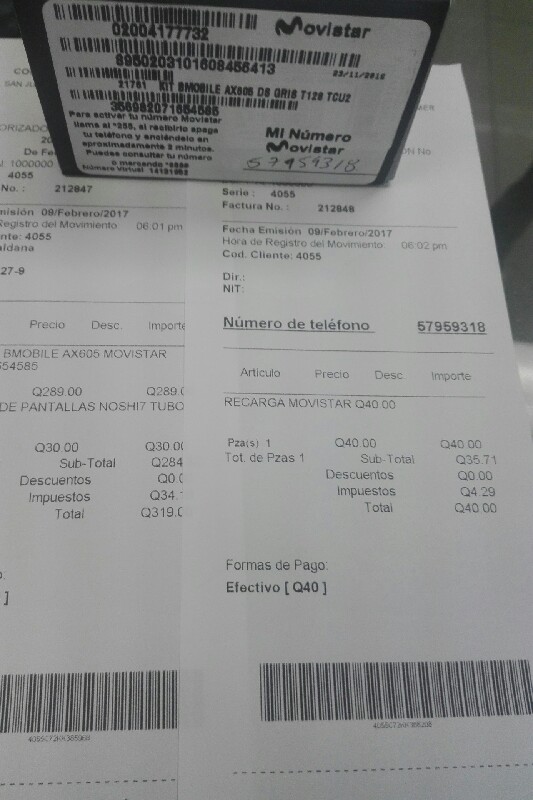 Movistar
02004177732
8950203101608456413
23/11/2016
21781 KIT BMOBILE AX605 DS GRIS T128 TCU2
356982071654585
Para activar tu número Movistar
llama al *255, al recibirlo apaga
tu teléfono y enciéndelo en
aproximadamente 3 minutos.
Puedes consultar tu número
o marcando
Número Virtual
Mi Número
Movistar
57959318
CO
SAN J
ORIZADO
20
De Fe
l 1000000
4055
No. : 212847
misión 09/Febrero/2017
Registro del Movimiento 06:01 pm
nte: 4055
aldana
27-9
Precio Desc. Importe
BMOBILE AX605 MOVISTAR
54585
Q289.00 Q289.0
DE PANTALLAS NOSHI7 TUBO
Q30.00 Q30.00
Sub-Total Q284
Descuentos Q0.0
Impuestos Q34.
Total Q319.0
]
ON No
Serie : 4055
Factura No. : 212848
Fecha Emisión 09/Febrero/2017
Hora de Registro del Movimiento: 06:02 pm
Cod. Cliente: 4055
Dir.:
NIT:
Número de teléfono 57959318
Articulo Precio Desc. Importe
RECARGA MOVISTAR Q40.00
Pza(s) 1 Q40.00 Q40.00
Tot. de Pzas 1 Sub-Total Q35.71
Descuentos Q0.00
Impuestos Q4.29
Total Q40.00
Formas de Pago:
Efectivo [ Q40 ]